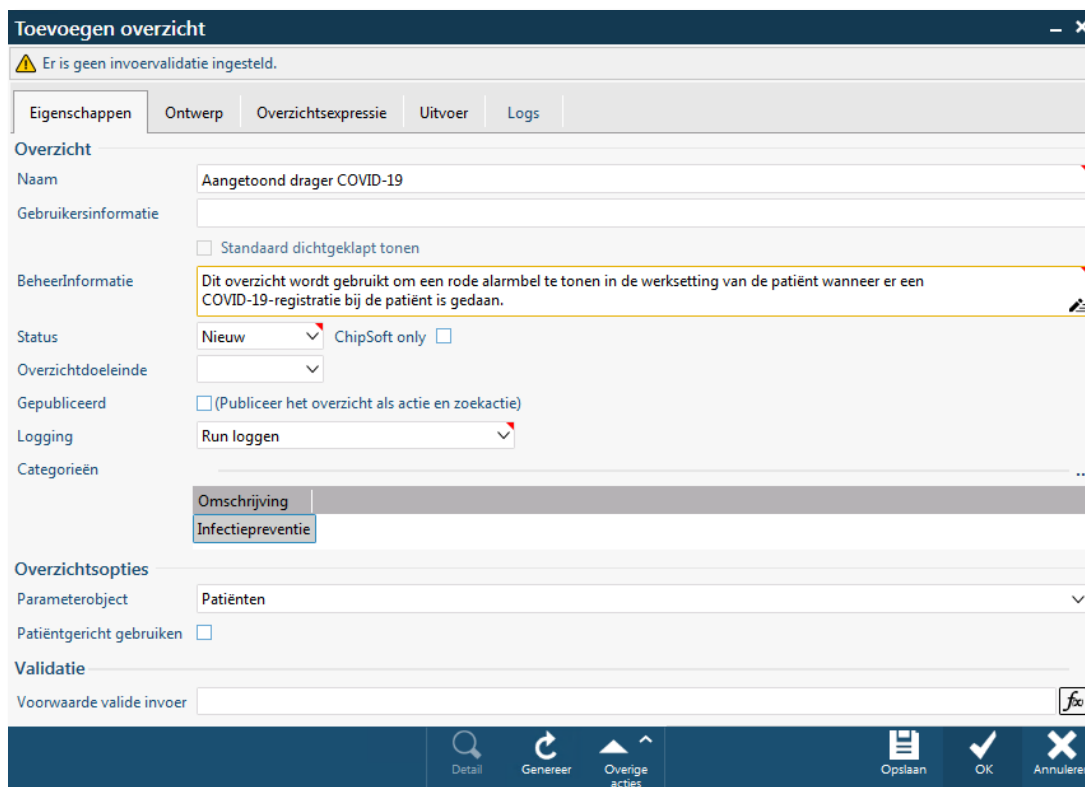 Toevoegen overzicht
Er is geen invoervalidatie ingesteld.
Eigenschappen Ontwerp Overzichtsexpressie Uitvoer Logs
Overzicht
Naam Aangetoond drager COVID-19
Gebruikersinformatie
Standaard dichtgeklapt tonen
BeheerInformatie Dit overzicht wordt gebruikt om een rode alarmbel te tonen in de werksetting van de patiënt wanneer er een
COVID-19-registratie bij de patiënt is gedaan.
Status Nieuw ChipSoft only
Overzichtdoeleinde
Gepubliceerd (Publiceer het overzicht als actie en zoekactie)
Logging Run loggen
Categorieën
Omschrijving
Infectiepreventie
Overzichtsopties
Parameterobject Patiënten
Patiëntgericht gebruiken
Validatie
Voorwaarde valide invoer
Detail Genereer Overige acties Opslaan OK Annuleren